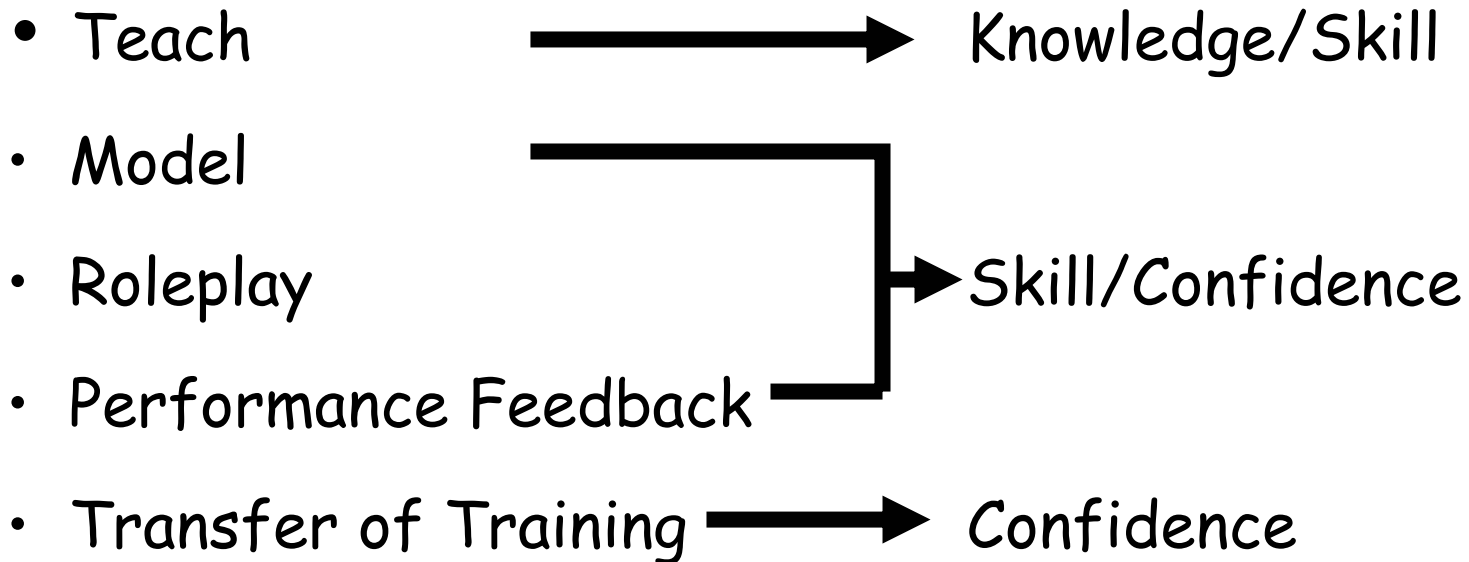 • Teach Knowledge/Skill
• Model
• Roleplay Skill/Confidence
• Performance Feedback
• Transfer of Training Confidence